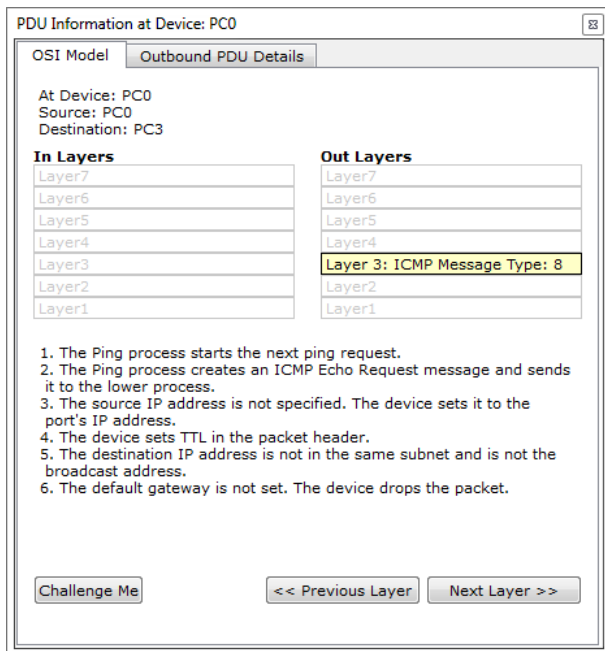 PDU Information at Device: PC0
OSI Model
Outbound PDU Details
At Device: PC0
Source: PC0
Destination: PC3
In Layers
Layer7
Layer6
Layer5
Layer4
Layer3
Layer2
Layer1
Out Layers
Layer7
Layer6
Layer5
Layer4
Layer 3: ICMP Message Type: 8
Layer2
Layer1
1. The Ping process starts the next ping request.
2. The Ping process creates an ICMP Echo Request message and sends
it to the lower process.
3. The source IP address is not specified. The device sets it to the
port's IP address.
4. The device sets TTL in the packet header.
5. The destination IP address is not in the same subnet and is not the
broadcast address.
6. The default gateway is not set. The device drops the packet.
Challenge Me
<< Previous Layer
Next Layer >>